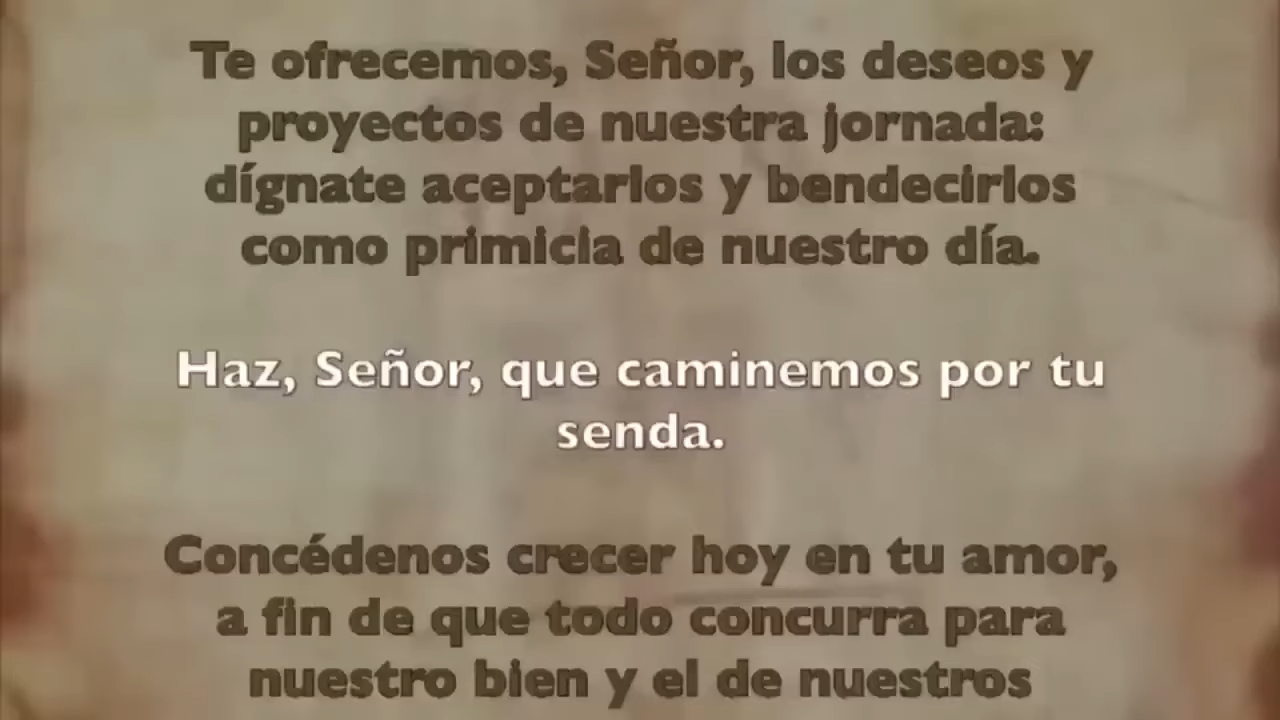 Te ofrecemos, Señor, los deseos y
proyectos de nuestra jornada:
dígnate aceptarlos y bendecirlos
como primicia de nuestro día.
Haz, Señor, que caminemos por tu
senda.
Concédenos crecer hoy en tu amor,
a fin de que todo concurra para
nuestro bien y el de nuestros